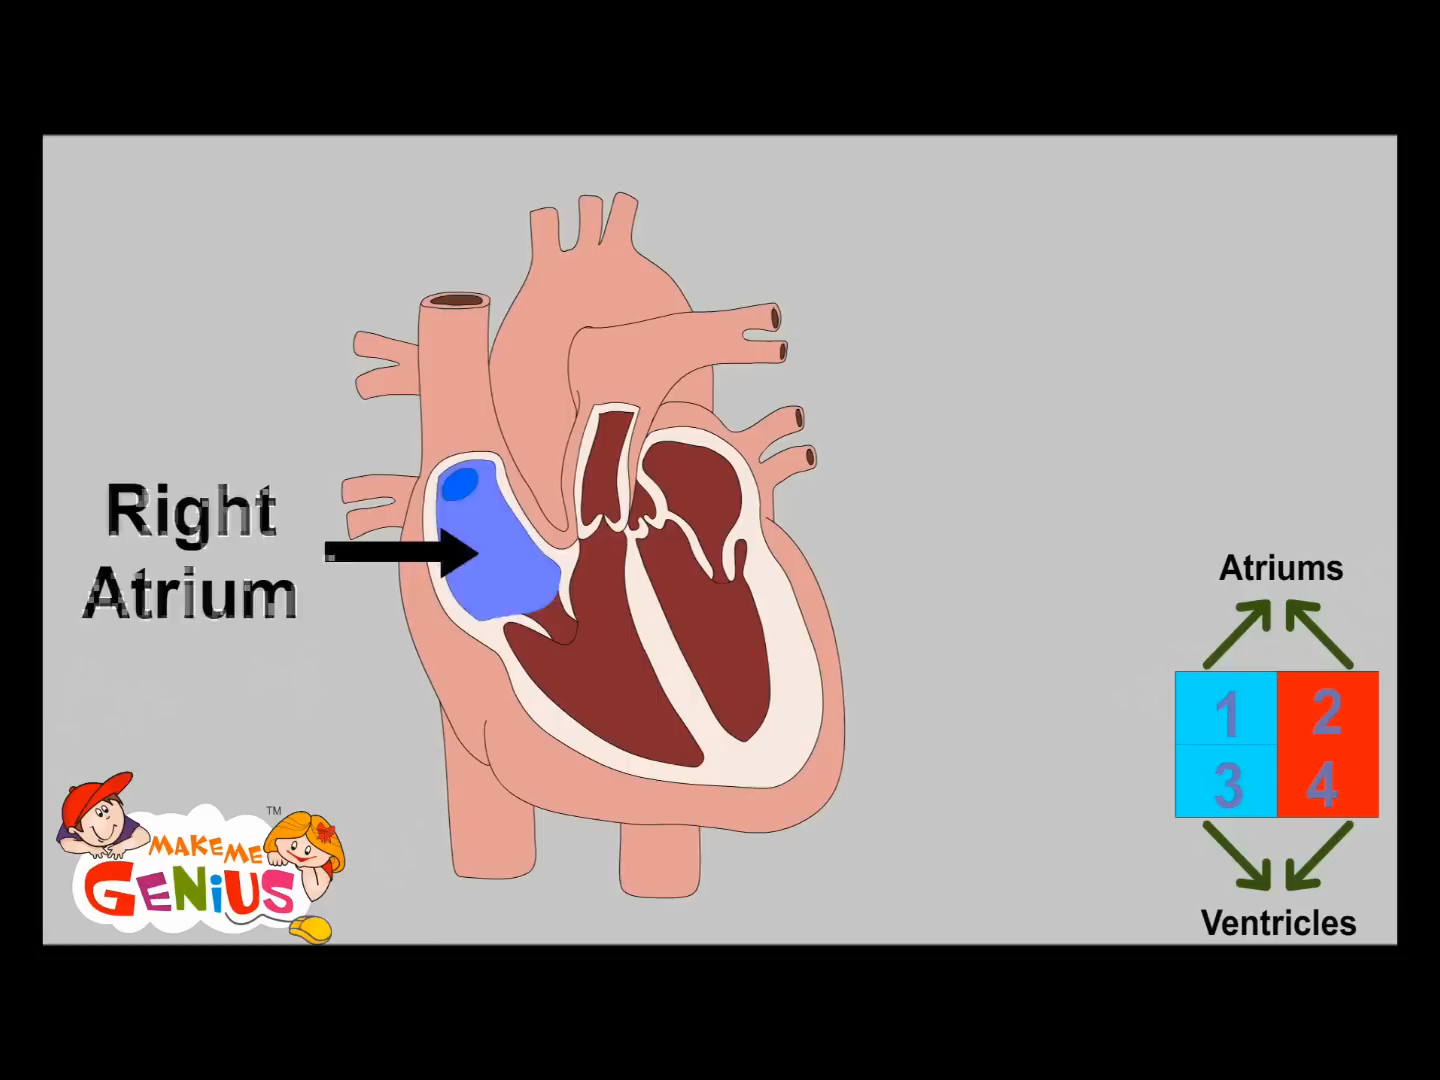 Right
Atrium
Atriums
1 2
3 4
Ventricles
MAKE ME
GENIUS
TM